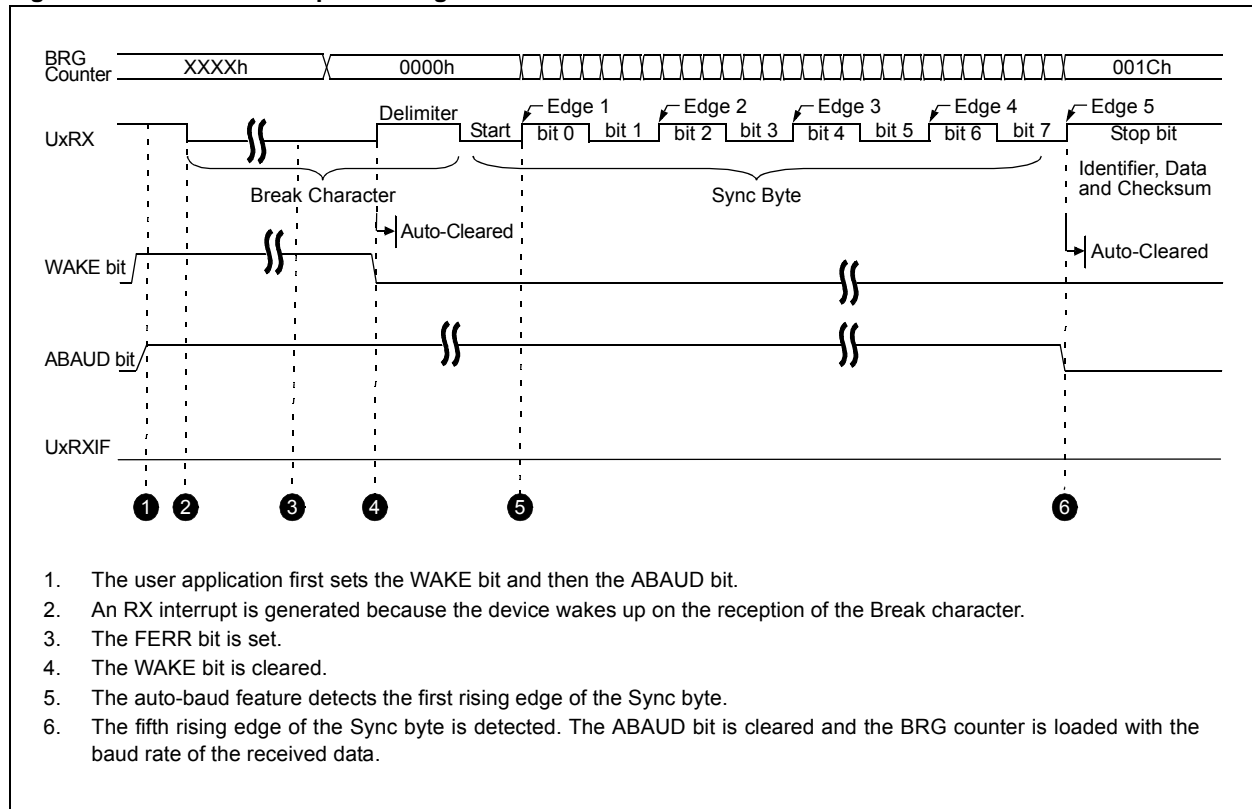 BRG
Counter
XXXXh
0000h
001Ch
UxRX
Delimiter
Start
Edge 1
bit 0
bit 1
Edge 2
bit 2
bit 3
Edge 3
bit 4
bit 5
Edge 4
bit 6
bit 7
Edge 5
Stop bit
Break Character
Sync Byte
Identifier, Data
and Checksum
Auto-Cleared
Auto-Cleared
WAKE bit
ABAUD bit
UxRXIF
1 2 3 4 5 6
1. The user application first sets the WAKE bit and then the ABAUD bit.
2. An RX interrupt is generated because the device wakes up on the reception of the Break character.
3. The FERR bit is set.
4. The WAKE bit is cleared.
5. The auto-baud feature detects the first rising edge of the Sync byte.
6. The fifth rising edge of the Sync byte is detected. The ABAUD bit is cleared and the BRG counter is loaded with the
baud rate of the received data.